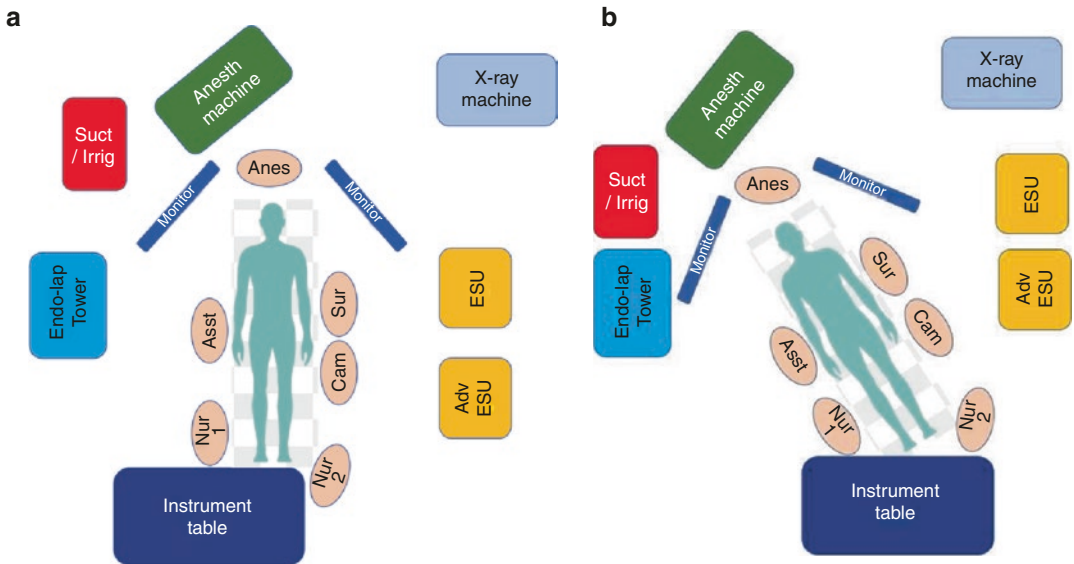 a
Anesth
machine
X-ray
machine
Suct
/ Irrig
Anes
Monitor
Monitor
Endo-lap
Tower
ESU
Sur
Asst
Cam
Adv
ESU
Nur
1
Nur
2
Instrument
table
b
Anesth
machine
X-ray
machine
Suct
/ Irrig
Anes
Monitor
ESU
Monitor
Endo-lap
Tower
Sur
Adv
ESU
Cam
Asst
Nur
1
Nur
2
Instrument
table